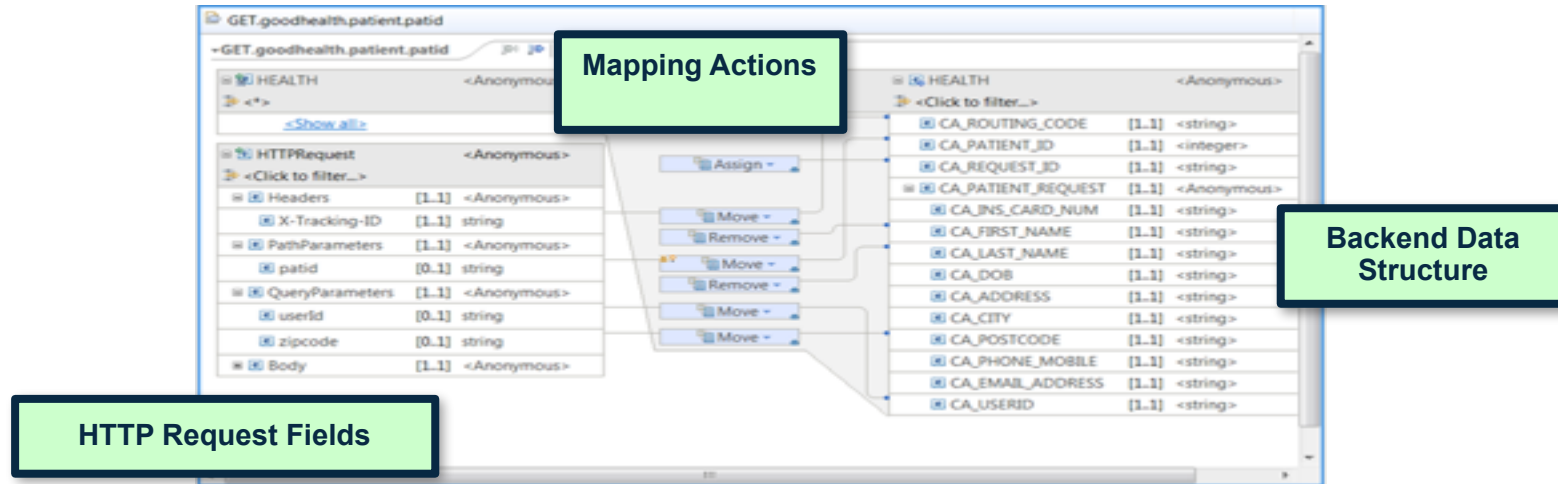 GET.goodhealth.patient.patid
GET.goodhealth.patient.patid
Mapping Actions
HEALTH <Anonymous
<*>
<Show all>
HTTPRequest <Anonymous>
<Click to filter...>
Headers [1..1] <Anonymous>
X-Tracking-ID [1..1] string
PathParameters [1..1] <Anonymous>
patid [0..1] string
QueryParameters [1..1] <Anonymous>
userId [0..1] string
zipcode [0..1] string
Body [1..1] <Anonymous>
Assign
Move
Remove
Move
Remove
Move
Move
HEALTH <Anonymous>
<Click to filter...>
CA_ROUTING_CODE [1..1] <string>
CA_PATIENT_ID [1..1] <integer>
CA_REQUEST_ID [1..1] <string>
CA_PATIENT_REQUEST [1..1] <Anonymous>
CA_INS_CARD_NUM [1..1] <string>
CA_FIRST_NAME [1..1] <string>
CA_LAST_NAME [1..1] <string>
CA_DOB [1..1] <string>
CA_ADDRESS [1..1] <string>
CA_CITY [1..1] <string>
CA_POSTCODE [1..1] <string>
CA_PHONE_MOBILE [1..1] <string>
CA_EMAIL_ADDRESS [1..1] <string>
CA_USERID [1..1] <string>
Backend Data
Structure
HTTP Request Fields